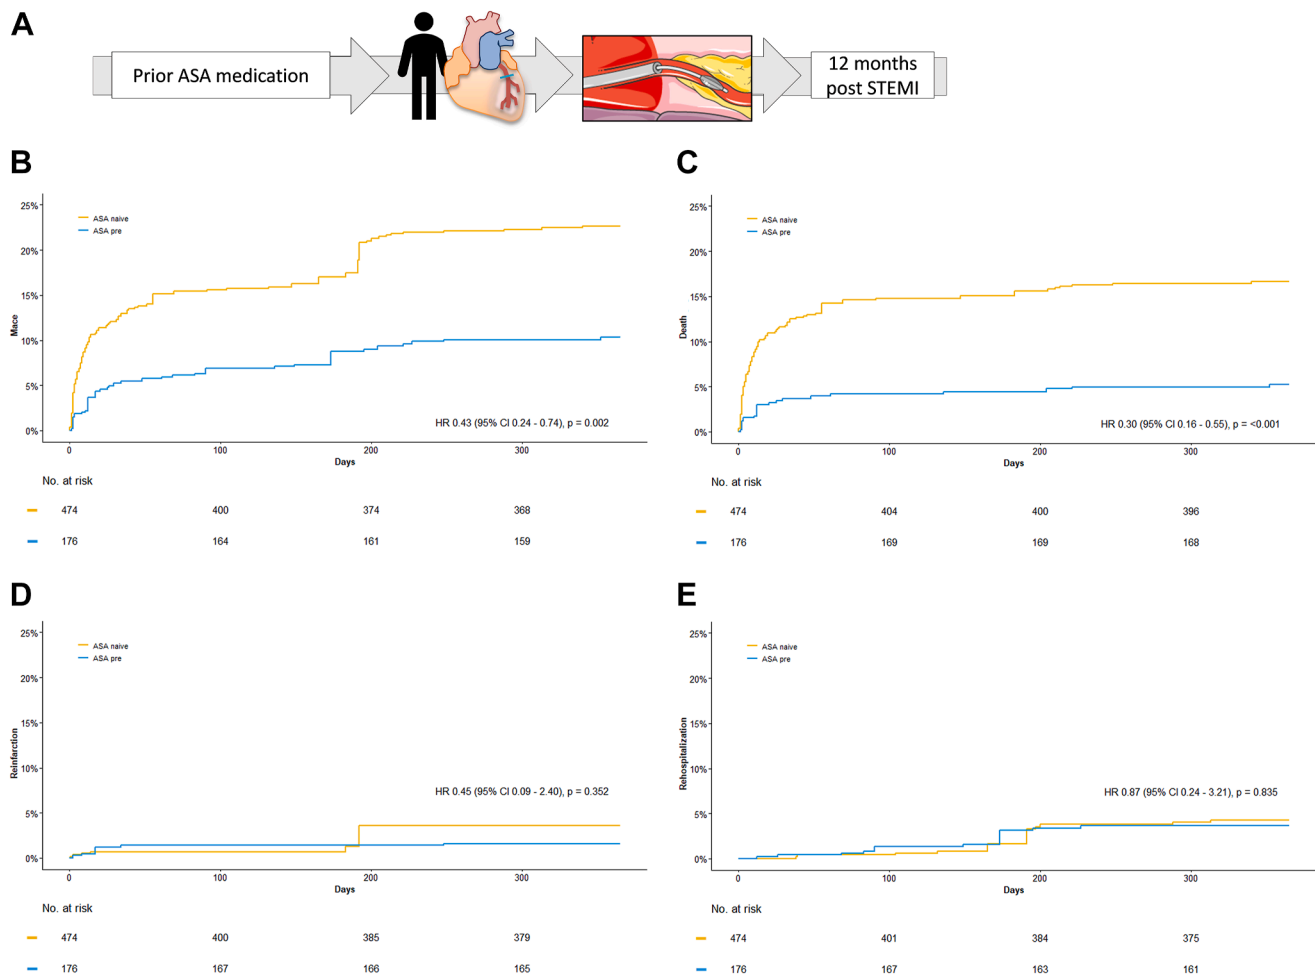 A
Prior ASA medication
12 months
post STEMI
B
25%
20%
15%
10%
5%
0%
Mace
ASA naive
ASA pre
HR 0.43 (95% CI 0.24 - 0.74), p = 0.002
0
100
200
300
Days
No. at risk
474 400 374 368
176 164 161 159
C
25%
20%
15%
10%
5%
0%
Death
ASA naive
ASA pre
HR 0.30 (95% CI 0.16 - 0.55), p = <0.001
0
100
200
300
Days
No. at risk
474 404 400 396
176 169 169 168
D
25%
20%
15%
10%
5%
0%
Reinfarction
ASA naive
ASA pre
HR 0.45 (95% CI 0.09 - 2.40), p = 0.352
0
100
200
300
Days
No. at risk
474 400 385 379
176 167 166 165
E
25%
20%
15%
10%
5%
0%
Rehospitalization
ASA naive
ASA pre
HR 0.87 (95% CI 0.24 - 3.21), p = 0.835
0
100
200
300
Days
No. at risk
474 401 384 375
176 167 163 161